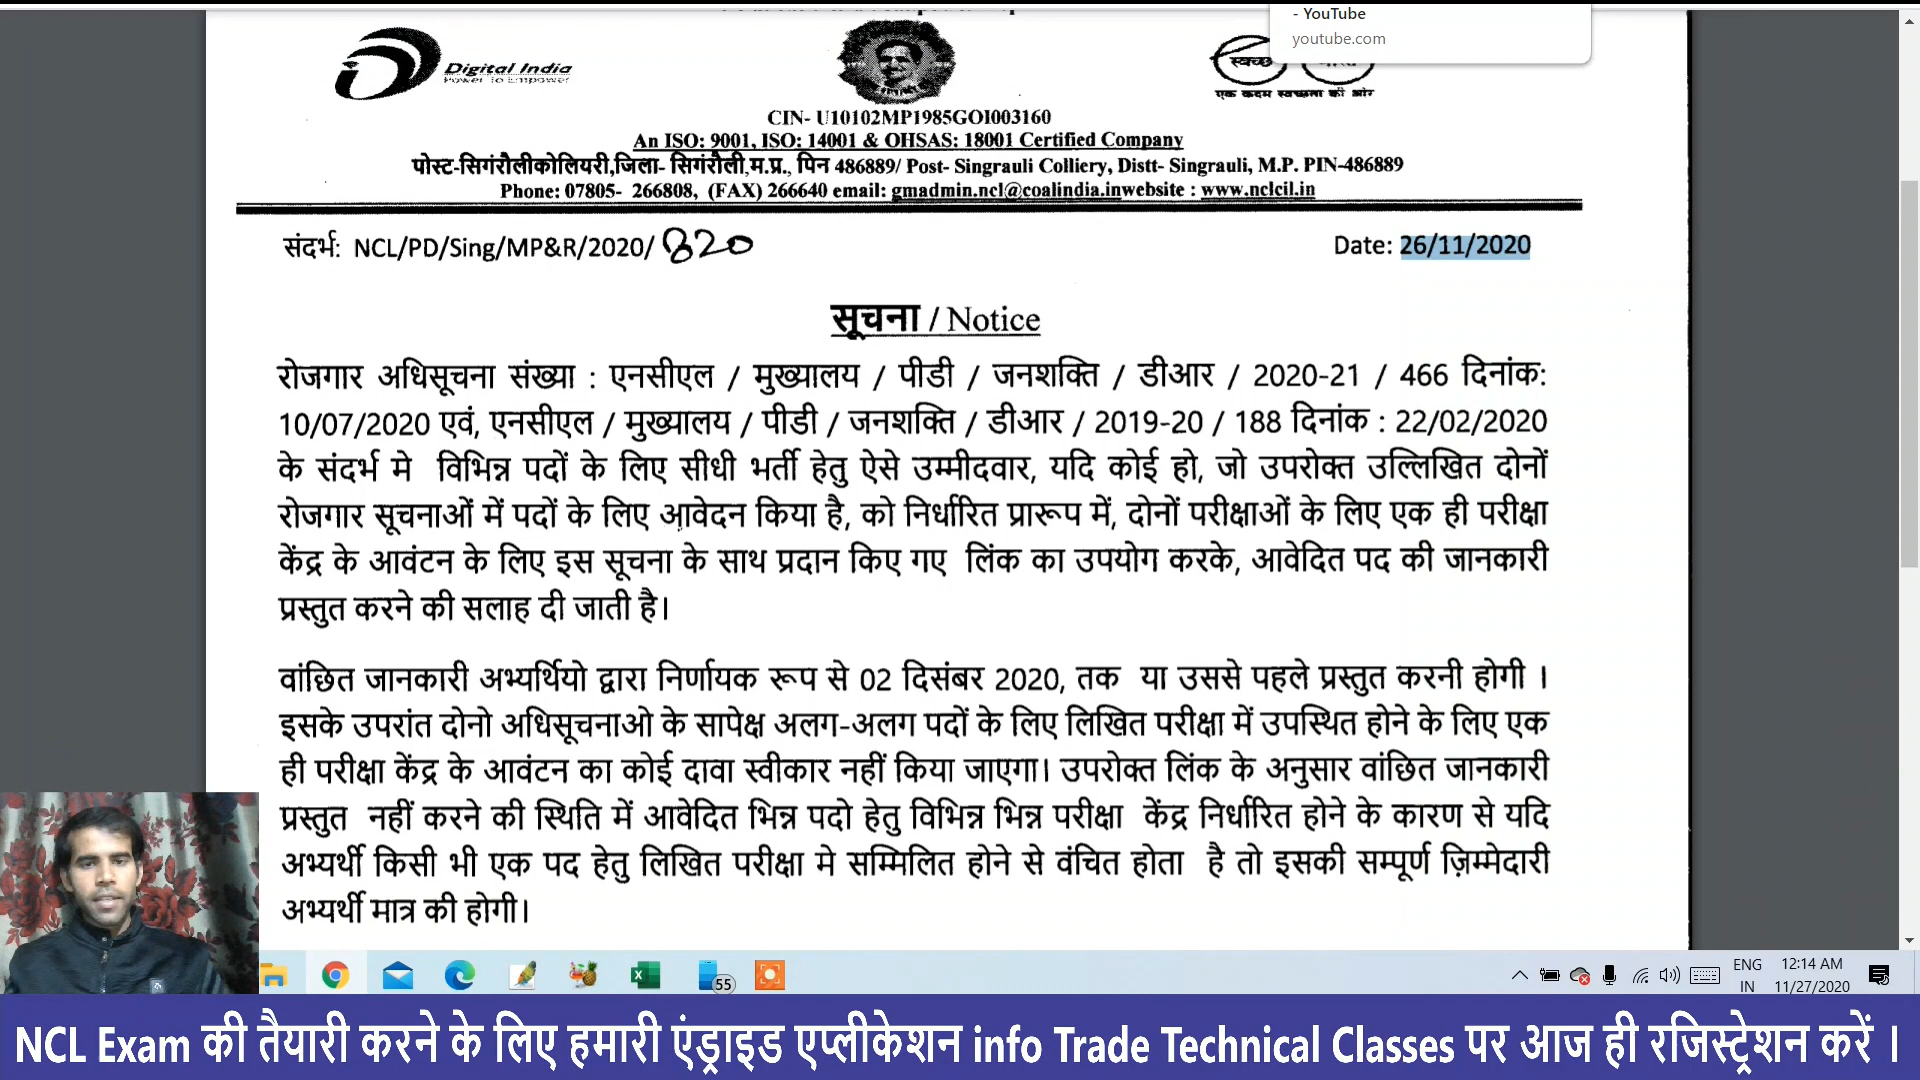 - YouTube
youtube.com
Digital India
Power To Empower
स्वच्छ
एक कदम स्वच्छता की ओर
CIN- U10102MP1985GOI003160
An ISO: 9001, ISO: 14001 & OHSAS: 18001 Certified Company
पोस्ट-सिगंरौलीकोलियरी,जिला- सिगंरौली,म.प्र., पिन 486889/ Post- Singrauli Colliery, Distt- Singrauli, M.P. PIN-486889
Phone: 07805- 266808, (FAX) 266640 email: gmadmin.ncl@coalindia.inwebsite : www.nclcil.in
संदर्भ: NCL/PD/Sing/MP&R/2020/ 820 Date: 26/11/2020
सूचना / Notice
रोजगार अधिसूचना संख्या : एनसीएल / मुख्यालय / पीडी / जनशक्ति / डीआर / 2020-21 / 466 दिनांक:
10/07/2020 एवं, एनसीएल / मुख्यालय / पीडी / जनशक्ति / डीआर / 2019-20 / 188 दिनांक : 22/02/2020
के संदर्भ मे विभिन्न पदों के लिए सीधी भर्ती हेतु ऐसे उम्मीदवार, यदि कोई हो, जो उपरोक्त उल्लिखित दोनों
रोजगार सूचनाओं में पदों के लिए आवेदन किया है, को निर्धारित प्रारूप में, दोनों परीक्षाओं के लिए एक ही परीक्षा
केंद्र के आवंटन के लिए इस सूचना के साथ प्रदान किए गए लिंक का उपयोग करके, आवेदित पद की जानकारी
प्रस्तुत करने की सलाह दी जाती है।
वांछित जानकारी अभ्यर्थियो द्वारा निर्णायक रूप से 02 दिसंबर 2020, तक या उससे पहले प्रस्तुत करनी होगी ।
इसके उपरांत दोनो अधिसूचनाओ के सापेक्ष अलग-अलग पदों के लिए लिखित परीक्षा में उपस्थित होने के लिए एक
ही परीक्षा केंद्र के आवंटन का कोई दावा स्वीकार नहीं किया जाएगा। उपरोक्त लिंक के अनुसार वांछित जानकारी
प्रस्तुत नहीं करने की स्थिति में आवेदित भिन्न पदो हेतु विभिन्न भिन्न परीक्षा केंद्र निर्धारित होने के कारण से यदि
अभ्यर्थी किसी भी एक पद हेतु लिखित परीक्षा मे सम्मिलित होने से वंचित होता है तो इसकी सम्पूर्ण ज़िम्मेदारी
अभ्यर्थी मात्र की होगी।
55
ENG
IN
12:14 AM
11/27/2020
NCL Exam की तैयारी करने के लिए हमारी एंड्राइड एप्लीकेशन info Trade Technical Classes पर आज ही रजिस्ट्रेशन करें ।